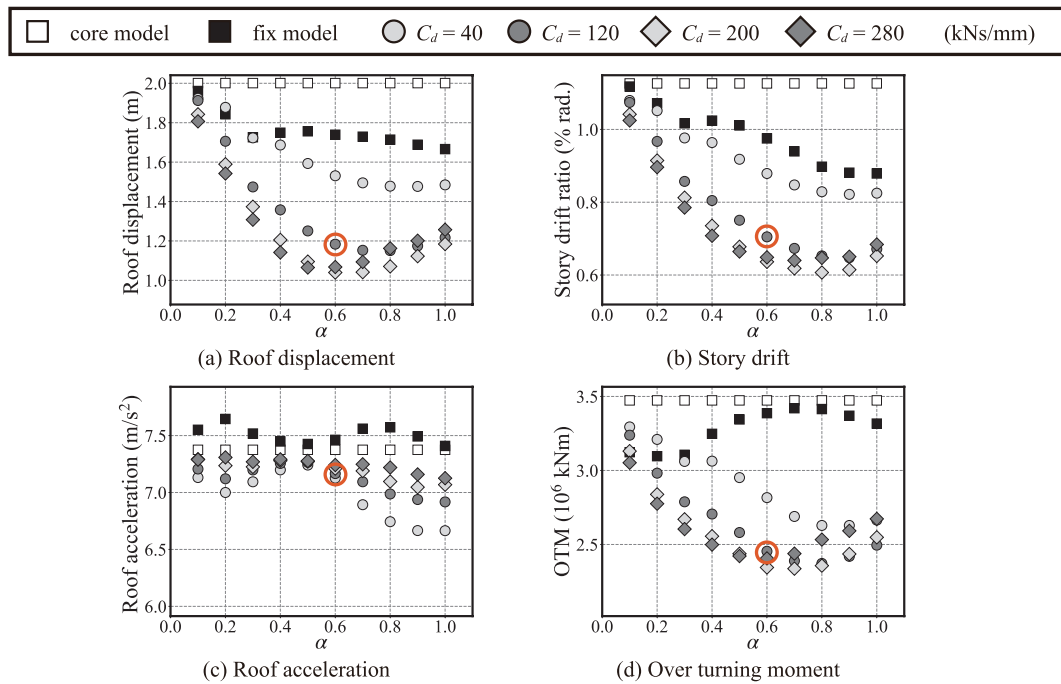 core model fix model C_d = 40 C_d = 120 C_d = 200 C_d = 280 (kNs/mm)
Roof displacement (m)
2.0
1.8
1.6
1.4
1.2
1.0
0.0 0.2 0.4 0.6 0.8 1.0
α
(a) Roof displacement
Story drift ratio (% rad.)
1.0
0.8
0.6
0.0 0.2 0.4 0.6 0.8 1.0
α
(b) Story drift
Roof acceleration (m/s²)
7.5
7.0
6.5
6.0
0.0 0.2 0.4 0.6 0.8 1.0
α
(c) Roof acceleration
OTM (10⁶ kNm)
3.5
3.0
2.5
0.0 0.2 0.4 0.6 0.8 1.0
α
(d) Over turning moment